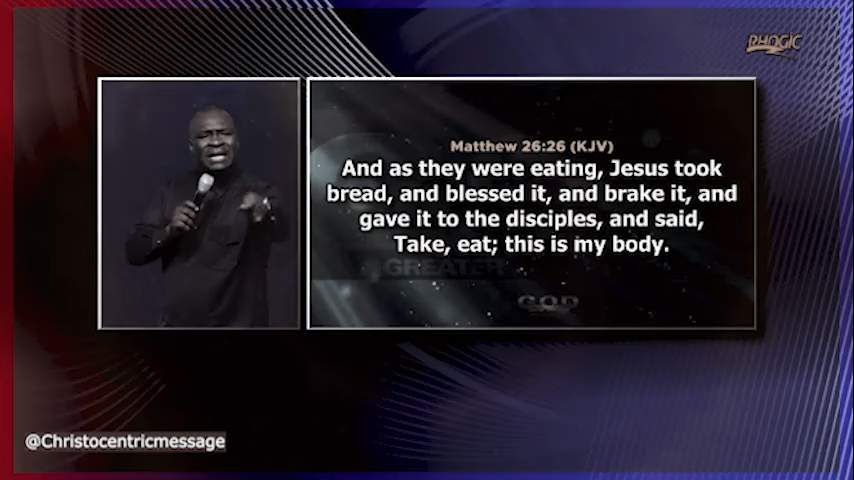 RHOGIC
Matthew 26:26 (KJV)
And as they were eating, Jesus took
bread, and blessed it, and brake it, and
gave it to the disciples, and said,
Take, eat; this is my body.
GREATER
GOD
@Christocentricmessage